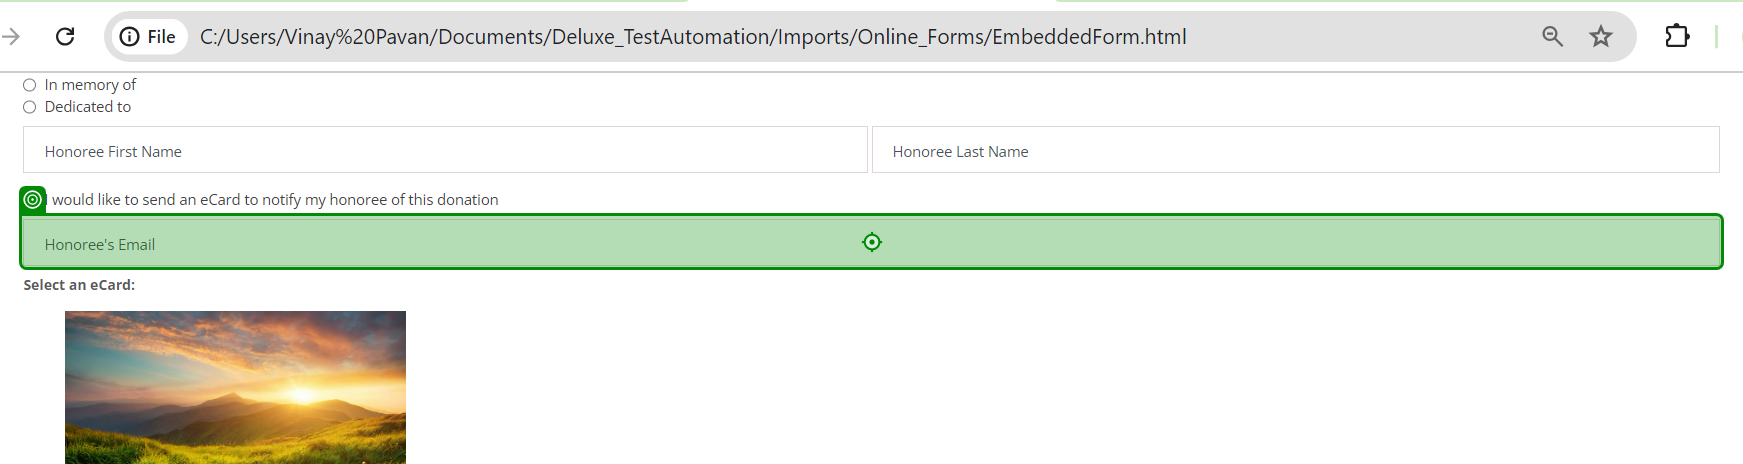 File C:/Users/Vinay%20Pavan/Documents/Deluxe_TestAutomation/Imports/Online_Forms/EmbeddedForm.html
In memory of
Dedicated to
Honoree First Name Honoree Last Name
I would like to send an eCard to notify my honoree of this donation
Honoree's Email
Select an eCard: